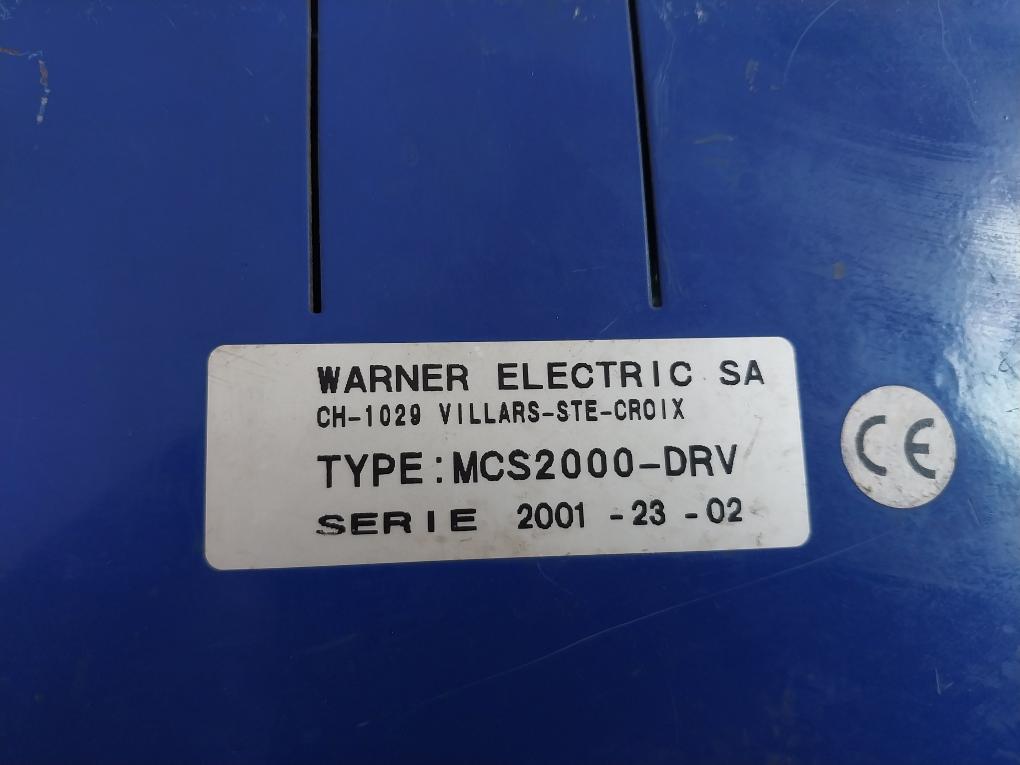 WARNER ELECTRIC SA
CH-1029 VILLARS-STE-CROIX
TYPE:MCS2000-DRV
SERIE 2001 -23 -02
CE